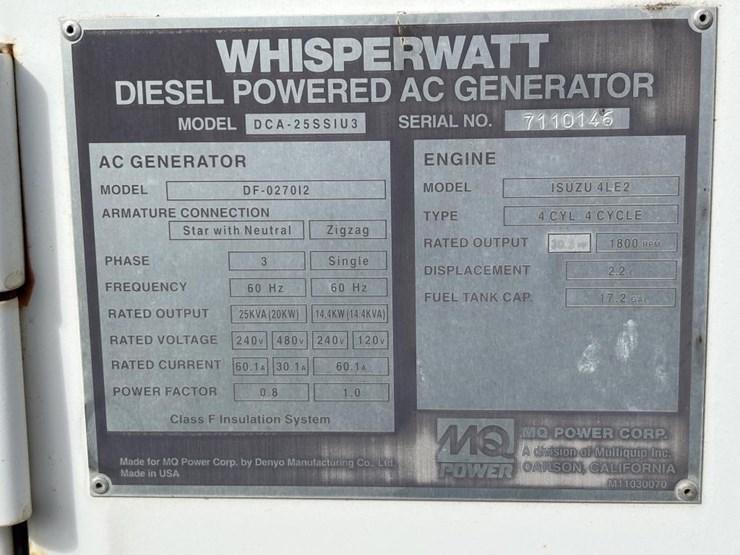 WHISPERWATT
DIESEL POWERED AC GENERATOR
MODEL DCA-25SSIU3 SERIAL NO. 7110146
AC GENERATOR
MODEL DF-0270I2
ARMATURE CONNECTION
Star with Neutral Zigzag
PHASE 3 Single
FREQUENCY 60 Hz 60 Hz
RATED OUTPUT 25KVA (20KW) 14.4KW (14.4KVA)
RATED VOLTAGE 240V 480V 240V 120V
RATED CURRENT 60.1A 30.1A 60.1A
POWER FACTOR 0.8 1.0
Class F Insulation System
ENGINE
MODEL ISUZU 4LE2
TYPE 4 CYL 4 CYCLE
RATED OUTPUT HP 1800 RPM
DISPLACEMENT 2.2
FUEL TANK CAP. 17.2 GAL
Made for MQ Power Corp. by Denyo Manufacturing Co., Ltd.
Made in USA
MQ
POWER
MQ POWER CORP.
A division of Multiquip Inc.
CARSON, CALIFORNIA
M11030070